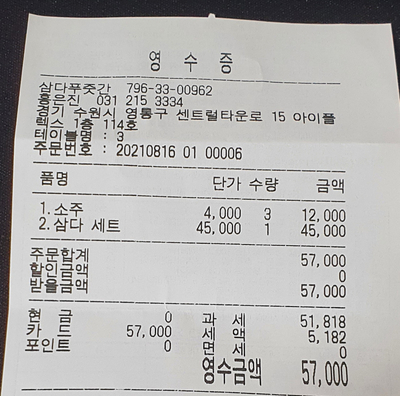 영 수 증
삼다푸줏간 796-33-00962
홍은진 031 215 3334
경기 수원시 영통구 센트럴타운로 15 아이플
렉스 1층 114호
테이블명 : 3
주문번호 : 20210816 01 00006
품명 단가 수량 금액
1.소주 4,000 3 12,000
2.삼다 세트 45,000 1 45,000
주문합계 57,000
할인금액 0
받을금액 57,000
현 금 0 과 세 51,818
카 드 57,000 세 액 5,182
포인트 0 면 세 0
영수금액 57,000